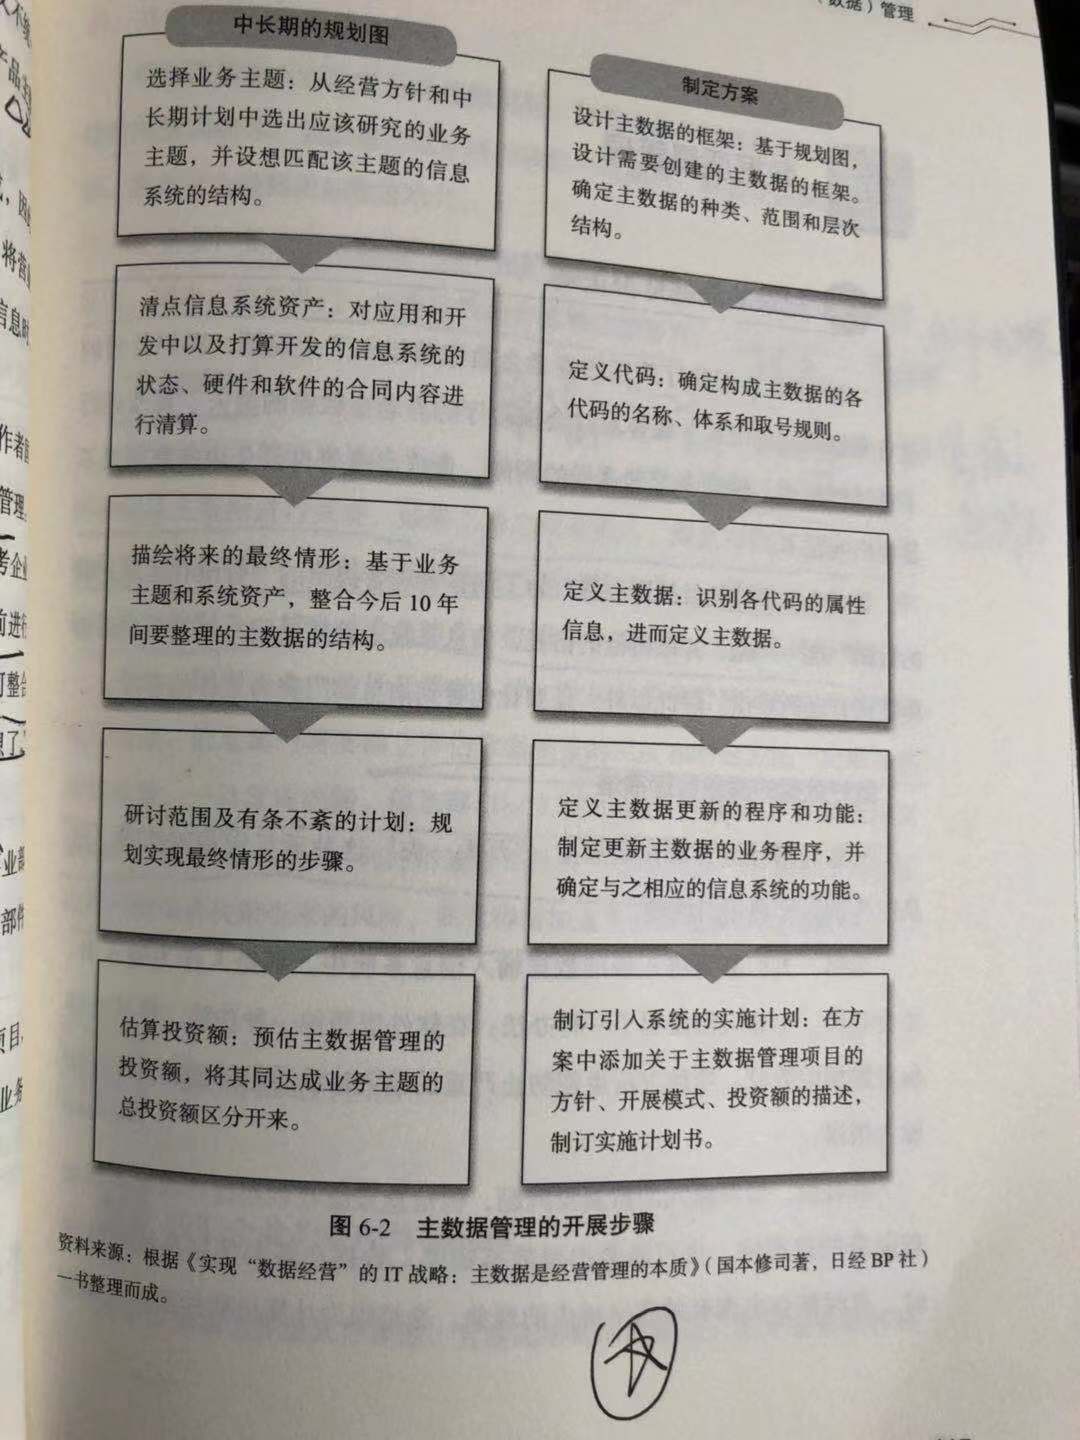 （数据）管理
中长期的规划图
选择业务主题：从经营方针和中
长期计划中选出应该研究的业务
主题，并设想匹配该主题的信息
系统的结构。
清点信息系统资产：对应用和开
发中以及打算开发的信息系统的
状态、硬件和软件的合同内容进
行清算。
描绘将来的最终情形：基于业务
主题和系统资产，整合今后 10 年
间要整理的主数据的结构。
研讨范围及有条不紊的计划：规
划实现最终情形的步骤。
估算投资额：预估主数据管理的
投资额，将其同达成业务主题的
总投资额区分开来。
制定方案
设计主数据的框架：基于规划图，
设计需要创建的主数据的框架。
确定主数据的种类、范围和层次
结构。
定义代码：确定构成主数据的各
代码的名称、体系和取号规则。
定义主数据：识别各代码的属性
信息，进而定义主数据。
定义主数据更新的程序和功能：
制定更新主数据的业务程序，并
确定与之相应的信息系统的功能。
制订引入系统的实施计划：在方
案中添加关于主数据管理项目的
方针、开展模式、投资额的描述，
制订实施计划书。
图 6-2 主数据管理的开展步骤
资料来源：根据《实现“数据经营”的 IT 战略：主数据是经营管理的本质》（国本修司著，日经 BP 社）
一书整理而成。